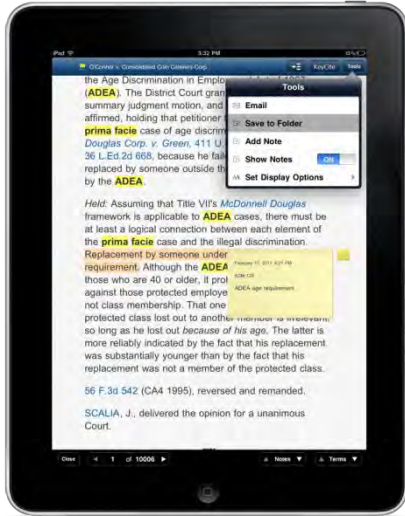 iPad
5:32 PM
O'Connor v. Consolidated Coin Caterers Corp.
KeyCite
Tools
the Age Discrimination in Employ
(ADEA). The District Court gran
summary judgment motion, and
affirmed, holding that petitioner
prima facie case of age discrim
Douglas Corp. v. Green, 411 U.
36 L.Ed.2d 668, because he fail
replaced by someone outside th
by the ADEA.
Tools
Email
Save to Folder
Add Note
Show Notes ON
Set Display Options
Held: Assuming that Title VII's McDonnell Douglas
framework is applicable to ADEA cases, there must be
at least a logical connection between each element of
the prima facie case and the illegal discrimination.
Replacement by someone under
requirement. Although the ADEA
those who are 40 or older, it prot
against those protected employe
not class membership. That one
protected class lost out to another member is irrelevant,
so long as he lost out because of his age. The latter is
more reliably indicated by the fact that his replacement
was substantially younger than by the fact that his
replacement was not a member of the protected class.
ADEA age requirement
56 F.3d 542 (CA4 1995), reversed and remanded.
SCALIA, J., delivered the opinion for a unanimous
Court.
Close
1 of 10006
Notes
Terms